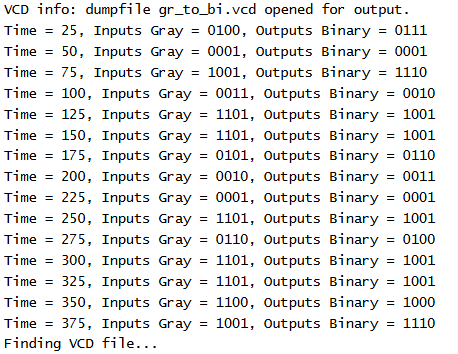 VCD info: dumpfile gr_to_bi.vcd opened for output.
Time = 25, Inputs Gray = 0100, Outputs Binary = 0111
Time = 50, Inputs Gray = 0001, Outputs Binary = 0001
Time = 75, Inputs Gray = 1001, Outputs Binary = 1110
Time = 100, Inputs Gray = 0011, Outputs Binary = 0010
Time = 125, Inputs Gray = 1101, Outputs Binary = 1001
Time = 150, Inputs Gray = 1101, Outputs Binary = 1001
Time = 175, Inputs Gray = 0101, Outputs Binary = 0110
Time = 200, Inputs Gray = 0010, Outputs Binary = 0011
Time = 225, Inputs Gray = 0001, Outputs Binary = 0001
Time = 250, Inputs Gray = 1101, Outputs Binary = 1001
Time = 275, Inputs Gray = 0110, Outputs Binary = 0100
Time = 300, Inputs Gray = 1101, Outputs Binary = 1001
Time = 325, Inputs Gray = 1101, Outputs Binary = 1001
Time = 350, Inputs Gray = 1100, Outputs Binary = 1000
Time = 375, Inputs Gray = 1001, Outputs Binary = 1110
Finding VCD file...